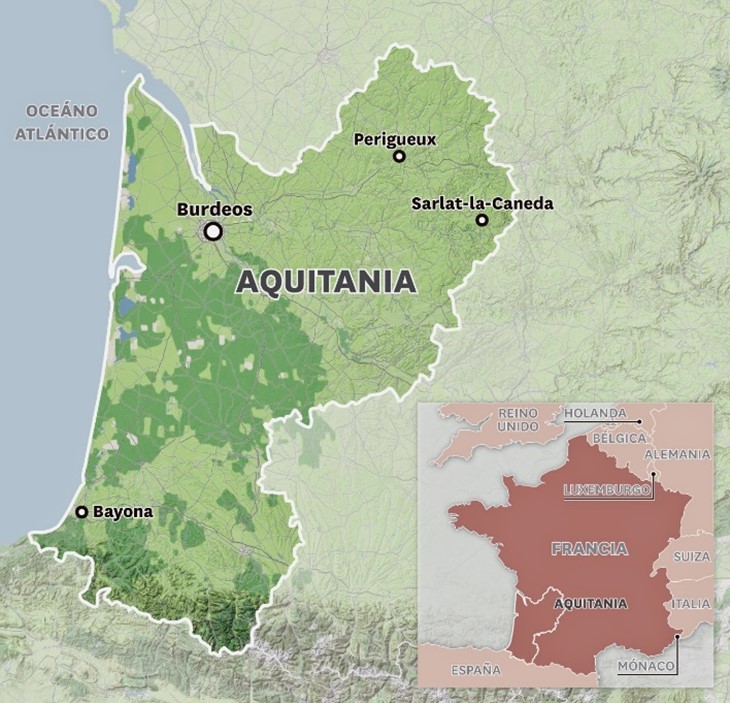 OCEÁNO
ATLÁNTICO
Perigueux
Sarlat-la-Caneda
Burdeos
AQUITANIA
Bayona
REINO
UNIDO
HOLANDA
BÉLGICA
ALEMANIA
LUXEMBURGO
FRANCIA
SUIZA
AQUITANIA
ITALIA
ESPAÑA
MÓNACO